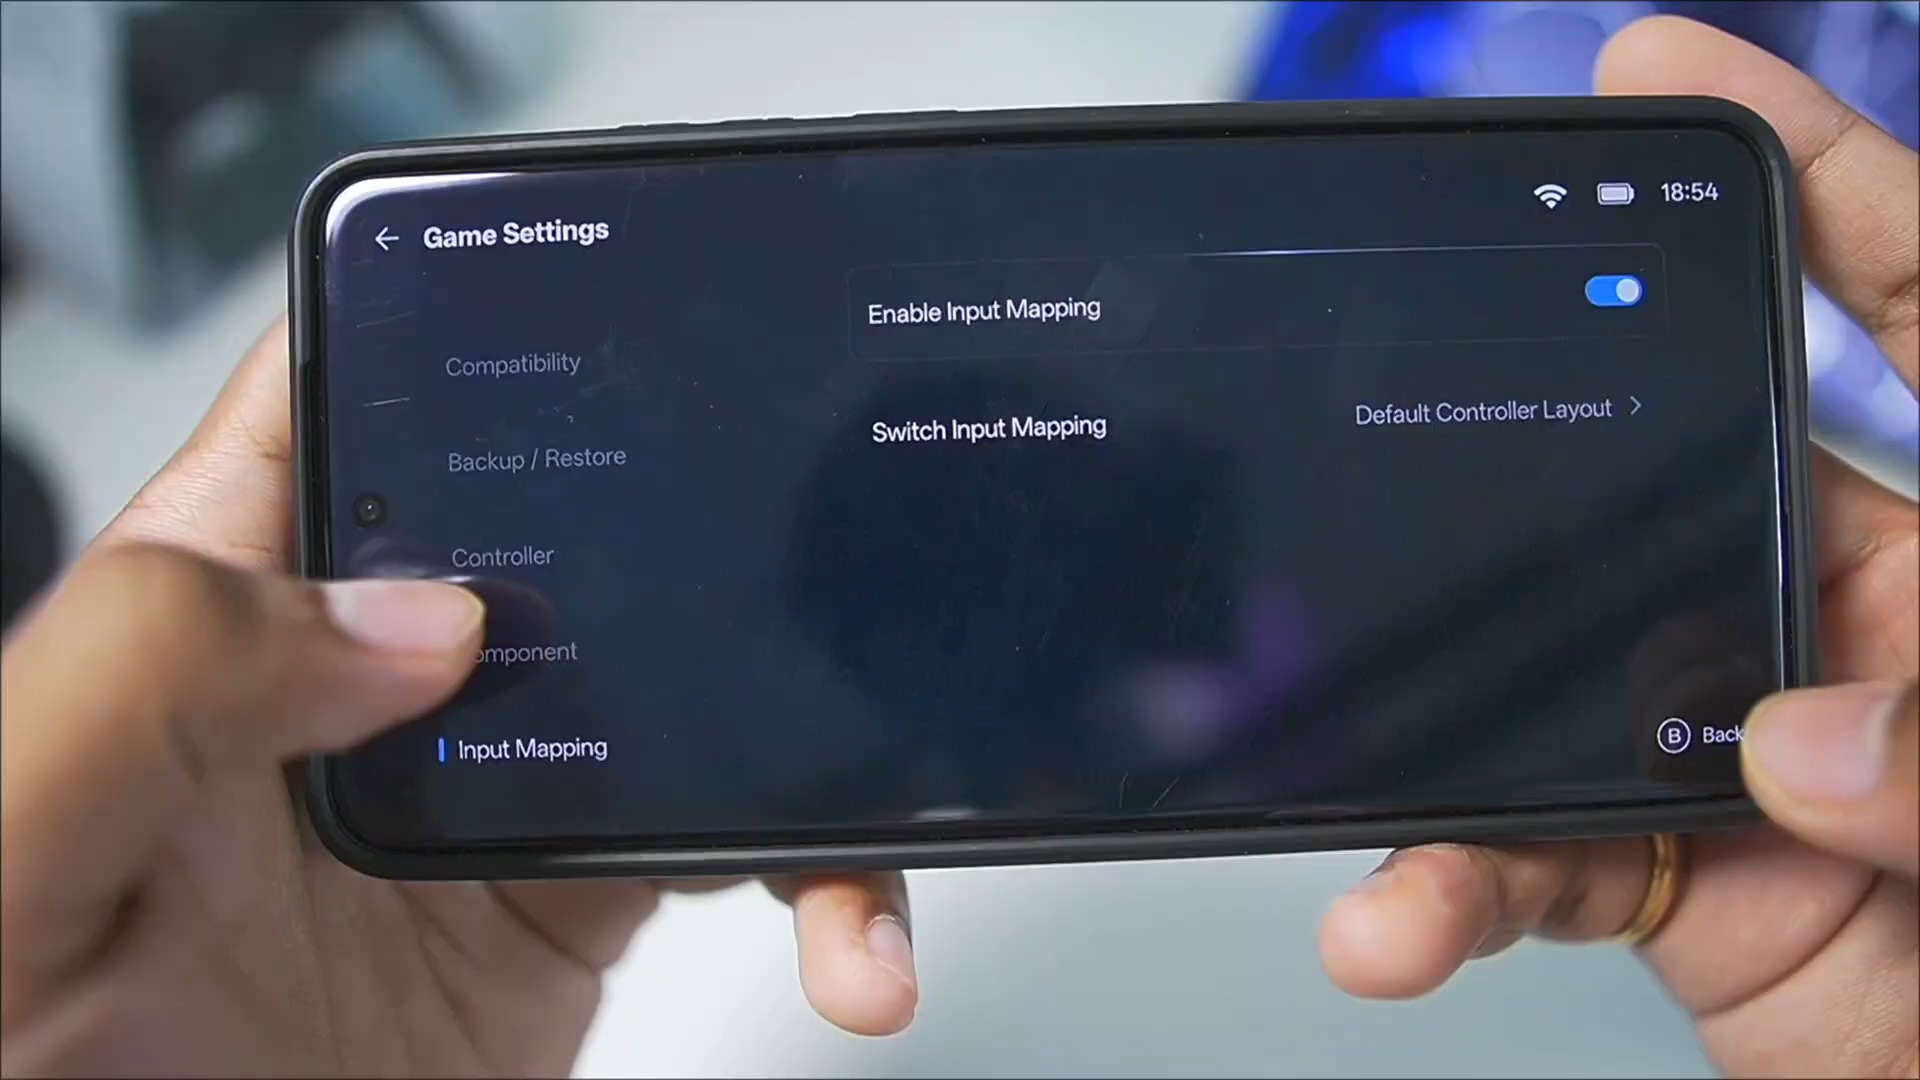 18:54
Game Settings
Enable Input Mapping
Compatibility
Switch Input Mapping
Default Controller Layout
Backup / Restore
Controller
omponent
Input Mapping
B Back